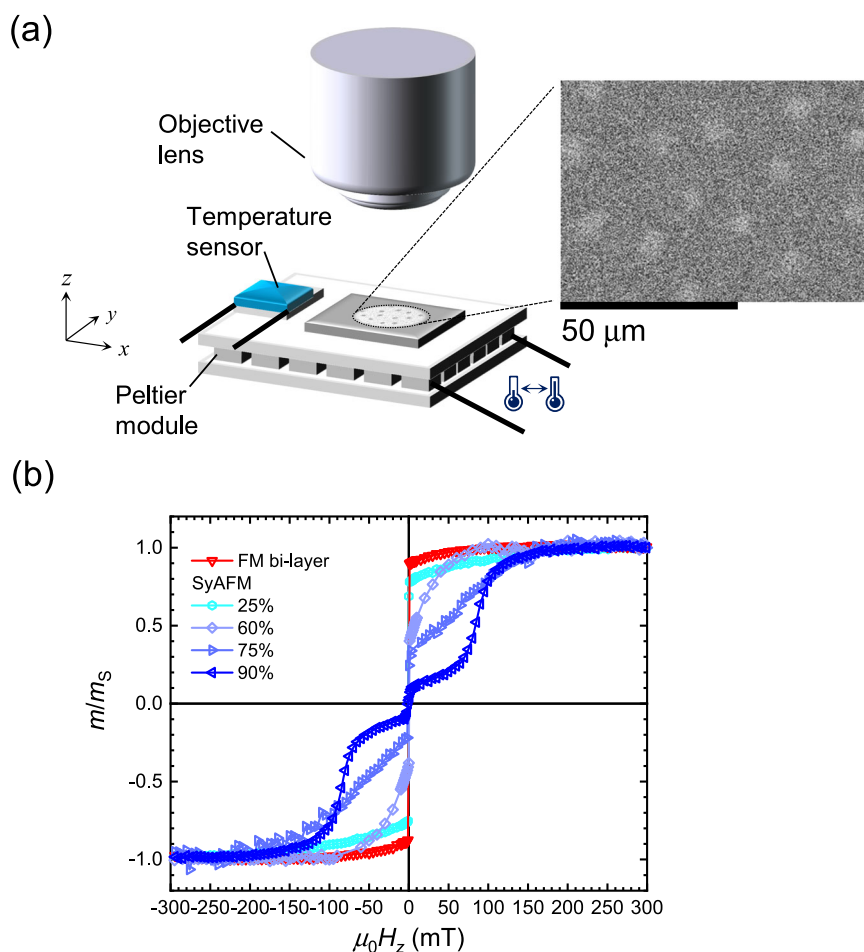 (a)
Objective
lens
Temperature
sensor
z
y
x
Peltier
module
50 μm
(b)
FM bi-layer
SyAFM
25%
60%
75%
90%
1.0
0.5
0.0
-0.5
-1.0
m/mS
-300-250-200-150-100 -50 0 50 100 150 200 250 300
μ0Hz (mT)